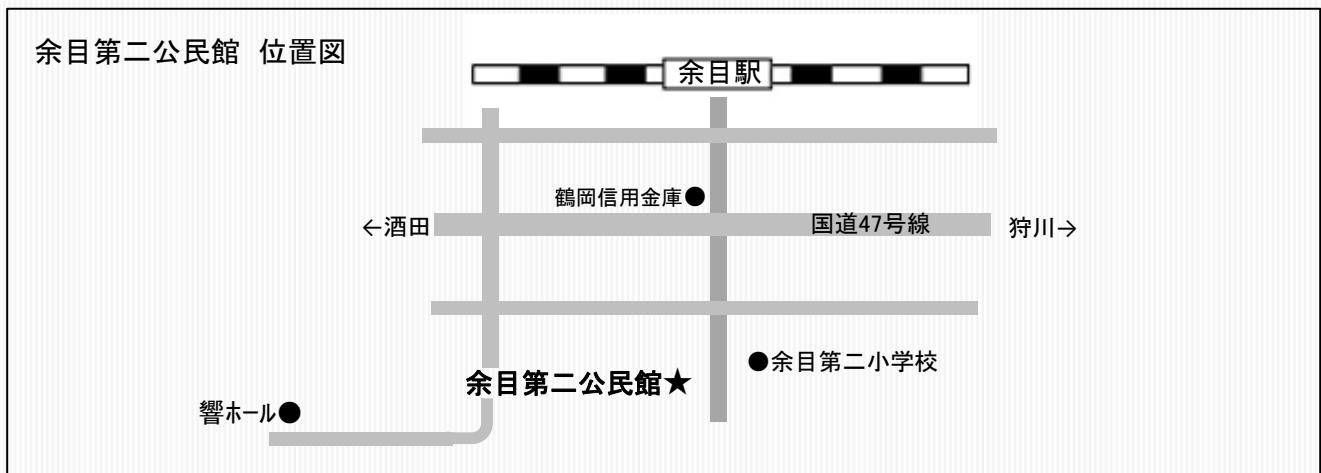 余目第二公民館 位置図
余目駅
鶴岡信用金庫●
←酒田
国道47号線
狩川→
●余目第二小学校
余目第二公民館★
響ホール●